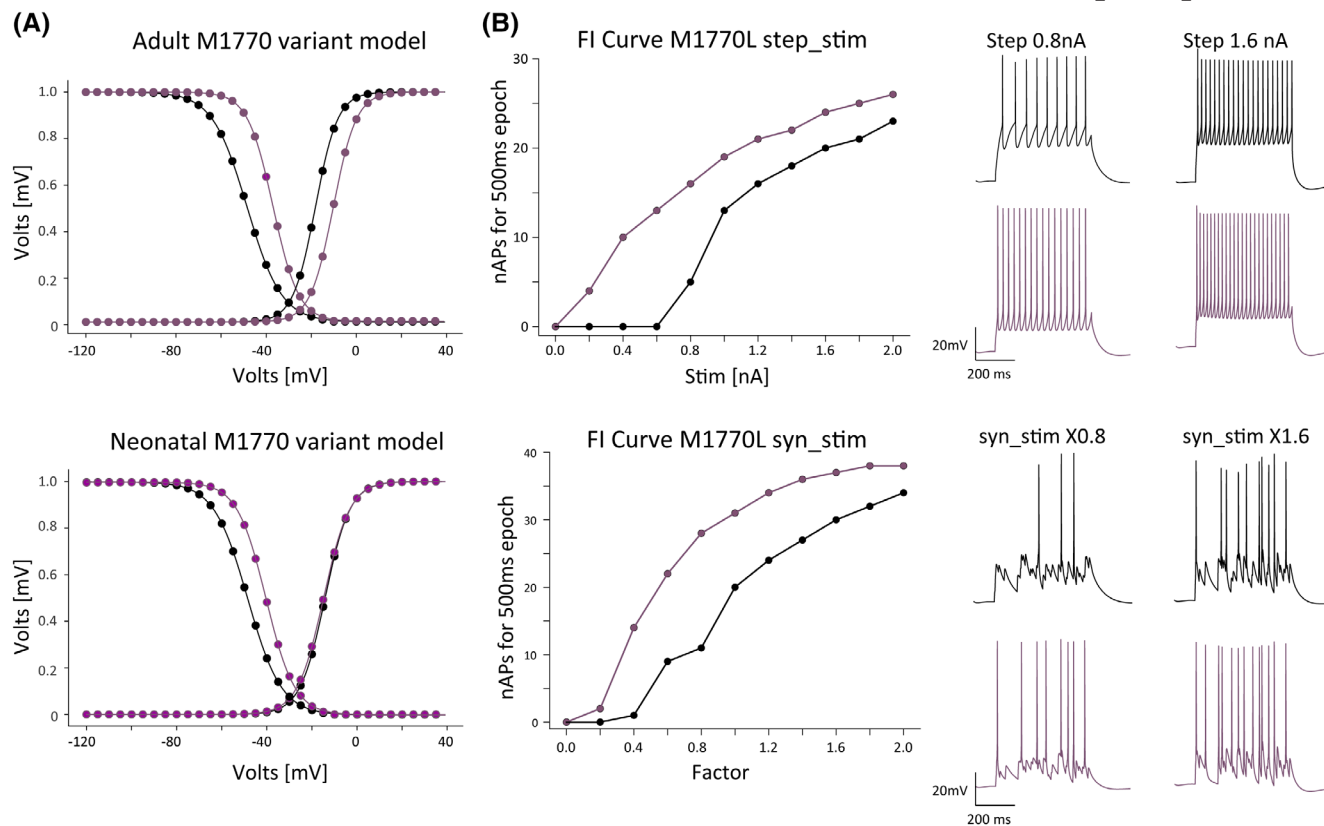 (A)
Adult M1770 variant model
Volts [mV]
1.0
0.8
0.6
0.4
0.2
0
-120
-80
-40
0
40
Volts [mV]
Neonatal M1770 variant model
Volts [mV]
1.0
0.8
0.6
0.4
0.2
0
-120
-80
-40
0
40
Volts [mV]
(B)
FI Curve M1770L step_stim
nAPs for 500ms epoch
30
20
10
0
0.0
0.4
0.8
1.2
1.6
2.0
Stim [nA]
Step 0.8nA
Step 1.6 nA
20mV
200 ms
FI Curve M1770L syn_stim
nAPs for 500ms epoch
40
30
20
10
0
0.0
0.4
0.8
1.2
1.6
2.0
Factor
syn_stim X0.8
syn_stim X1.6
20mV
200 ms